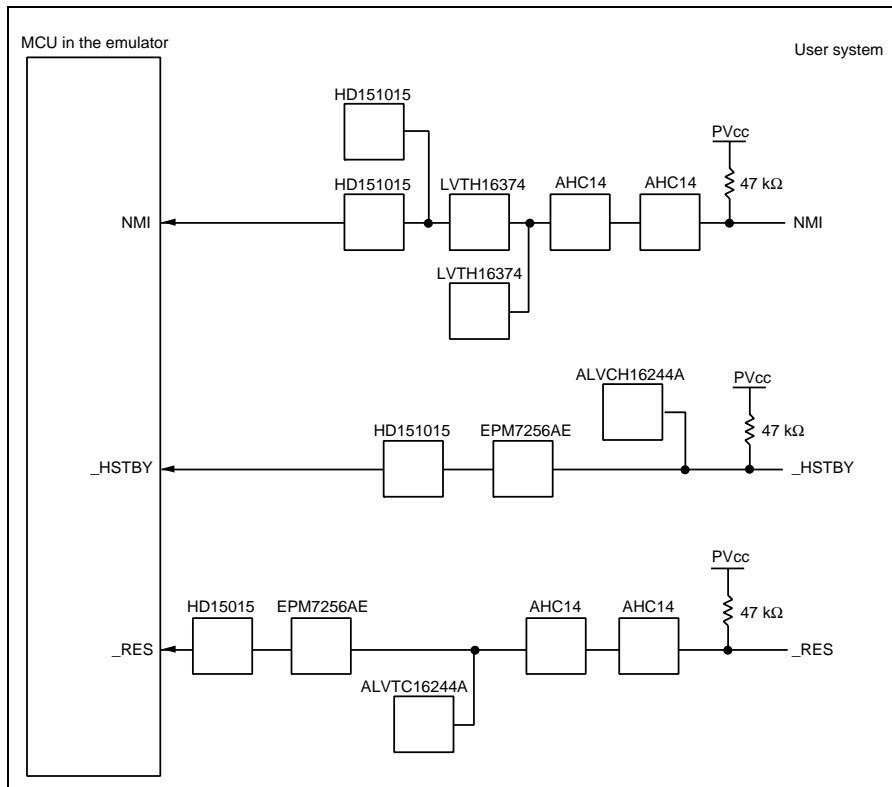 MCU in the emulator
User system
HD151015
PVcc
HD151015
LVTH16374
AHC14
AHC14
47 kΩ
NMI
NMI
LVTH16374
ALVCH16244A
PVcc
HD151015
EPM7256AE
47 kΩ
_HSTBY
_HSTBY
PVcc
HD15015
EPM7256AE
AHC14
AHC14
47 kΩ
_RES
_RES
ALVTC16244A